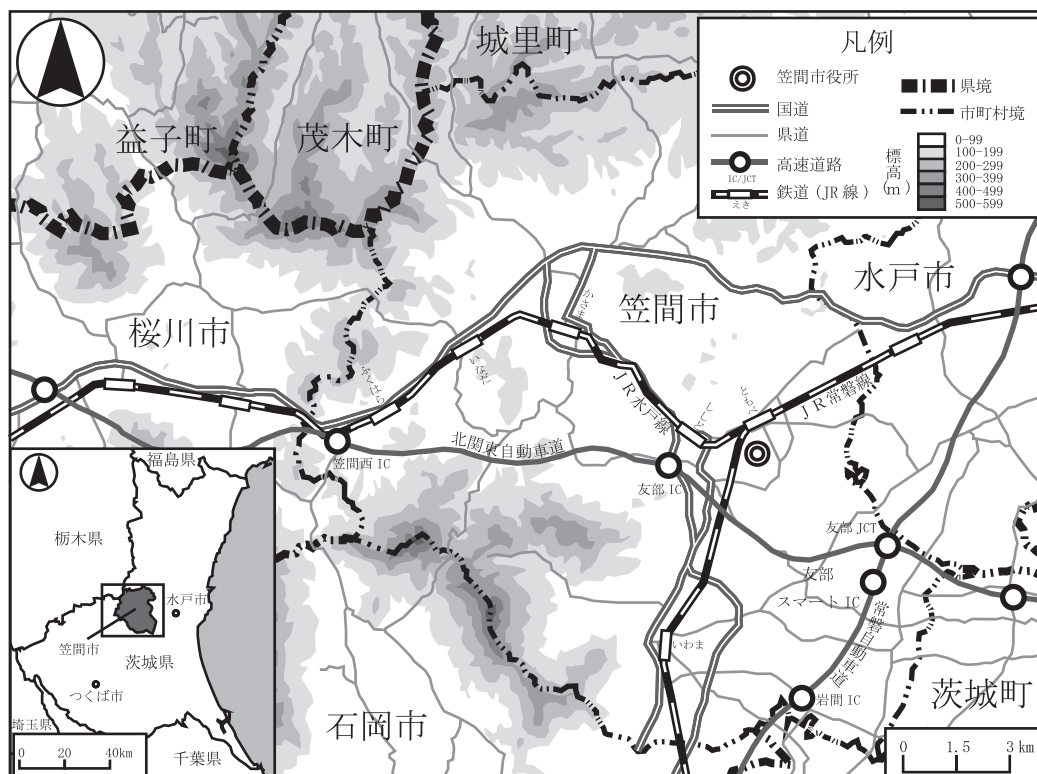 城里町
益子町
茂木町
凡例
笠間市役所
国道
県道
高速道路
IC/JCT
鉄道(JR線)
えき
県境
市町村境
標高(m)
0-99
100-199
200-299
300-399
400-499
500-599
水戸市
笠間市
桜川市
かさま
いなだ
ふくはら
JR水戸線
ししど
ともべ
JR常磐線
北関東自動車道
笠間西IC
友部IC
友部JCT
友部
スマートIC
常磐自動車道
いわま
岩間IC
茨城町
石岡市
0 1.5 3 km
福島県
栃木県
水戸市
笠間市
茨城県
つくば市
埼玉県
千葉県
0 20 40km